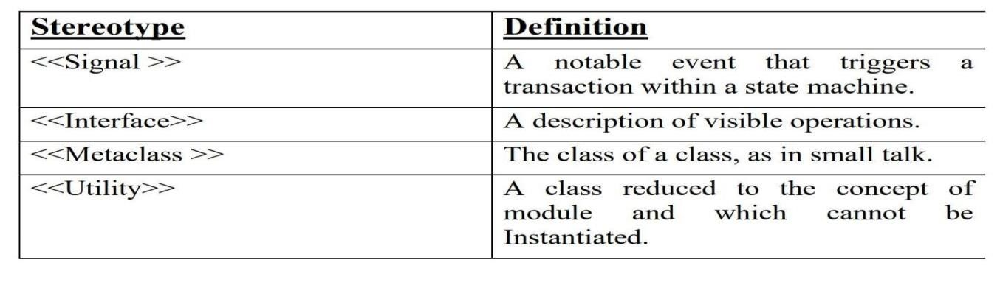 Stereotype Definition
<<Signal >> A notable event that triggers a
transaction within a state machine.
<<Interface>> A description of visible operations.
<<Metaclass >> The class of a class, as in small talk.
<<Utility>> A class reduced to the concept of
module and which cannot be
Instantiated.